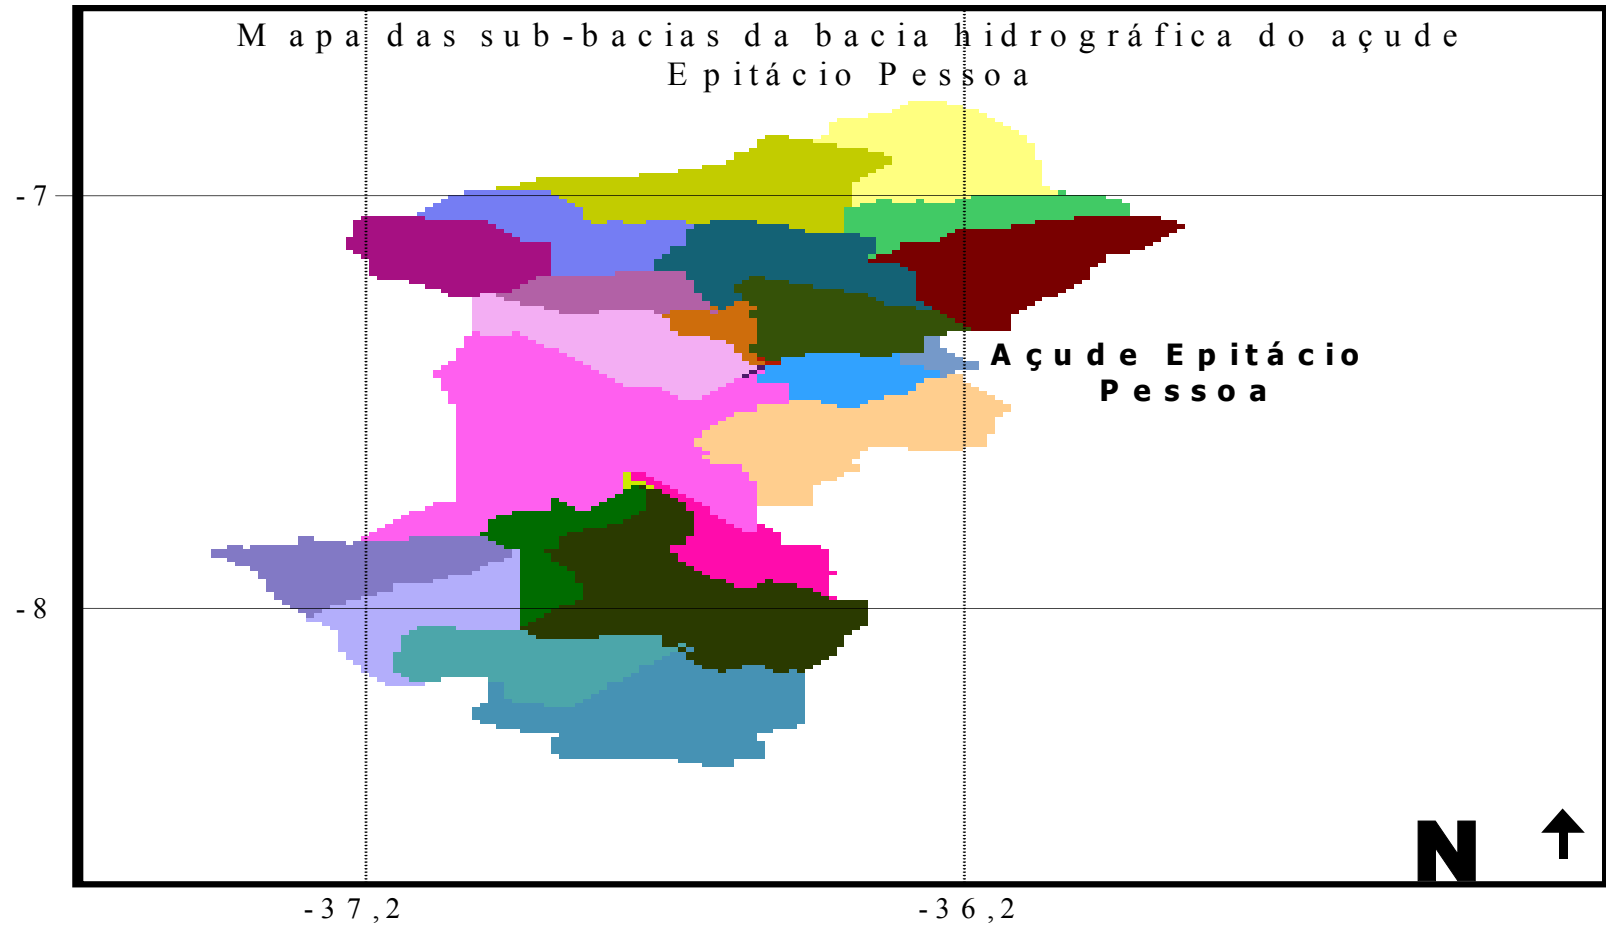 Mapa das sub-bacias da bacia hidrográfica do açude
Epitácio Pessoa
-7
Açude Epitácio
Pessoa
-8
N
-37,2
-36,2